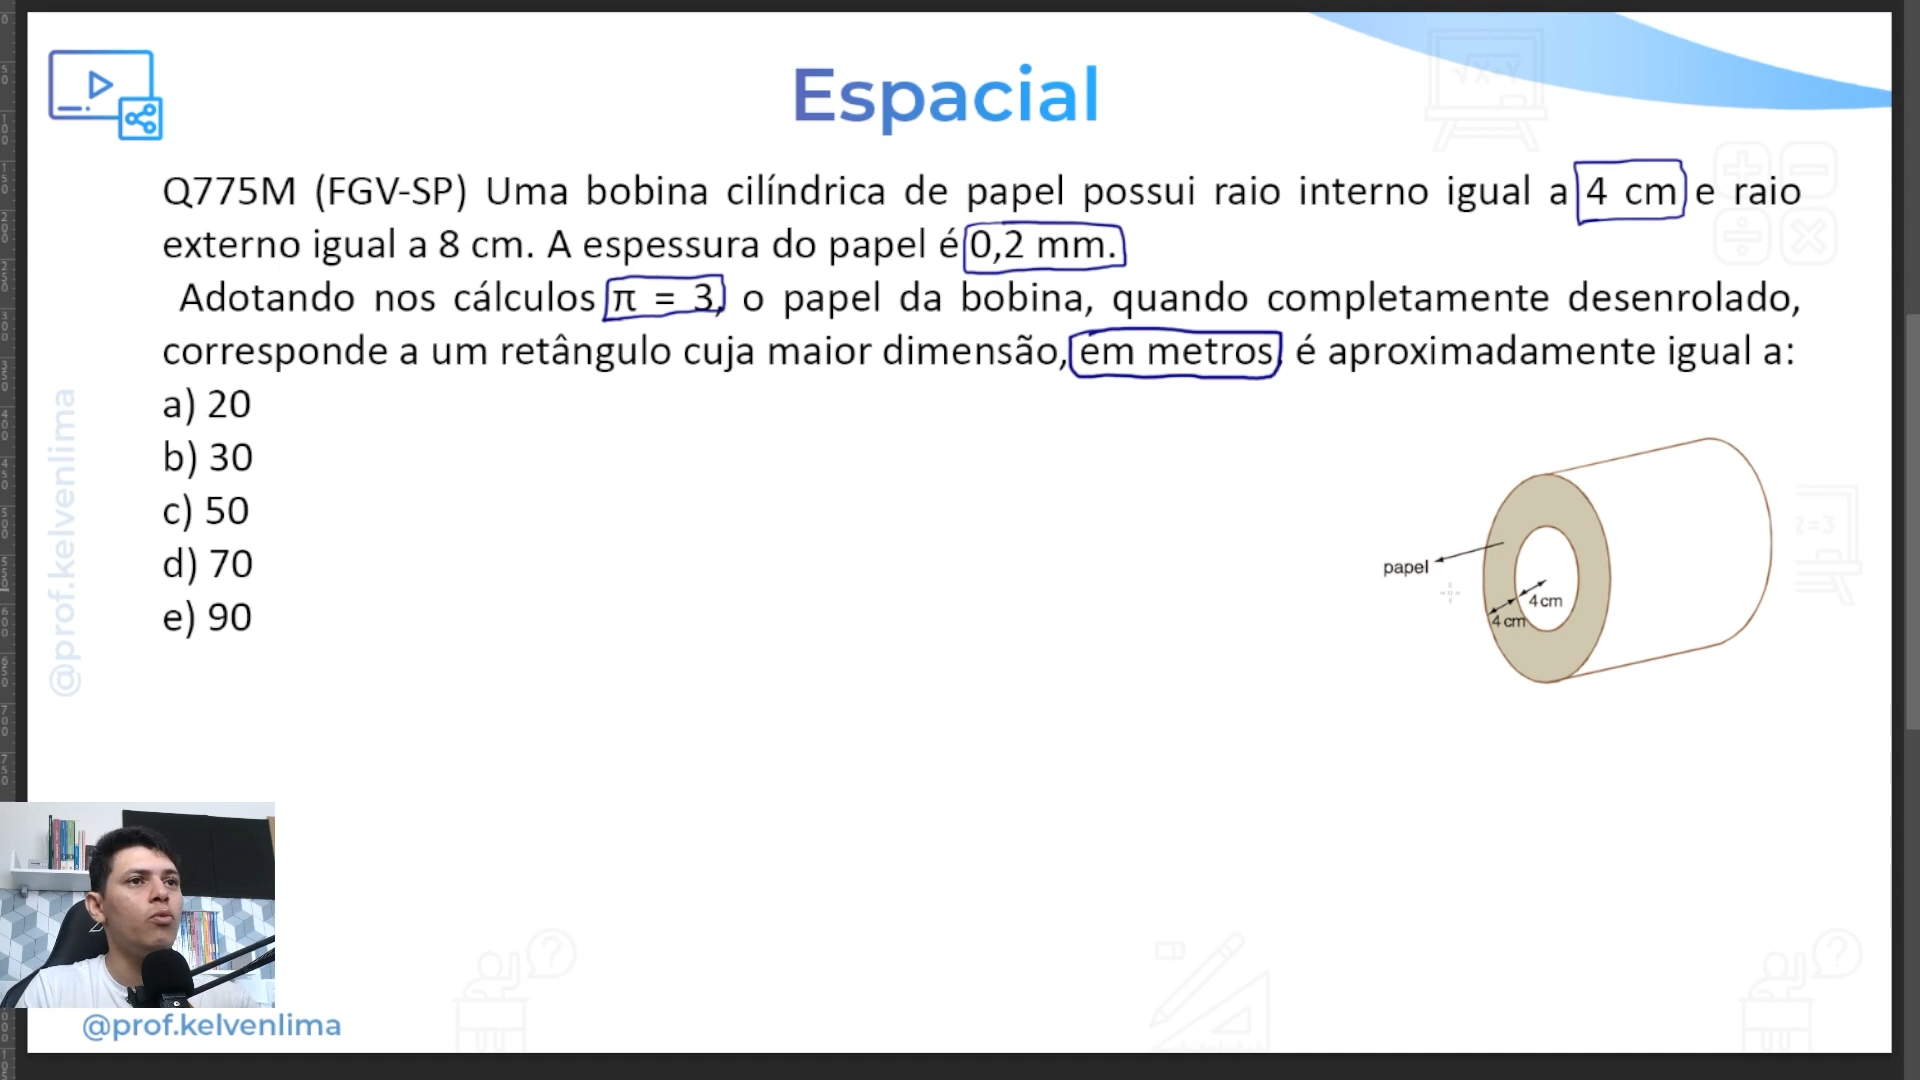 Espacial
Q775M (FGV-SP) Uma bobina cilíndrica de papel possui raio interno igual a 4 cm e raio
externo igual a 8 cm. A espessura do papel é 0,2 mm.
Adotando nos cálculos π = 3, o papel da bobina, quando completamente desenrolado,
corresponde a um retângulo cuja maior dimensão, em metros, é aproximadamente igual a:
a) 20
b) 30
c) 50
d) 70
e) 90
papel
4 cm
4 cm
@prof.kelvenlima
@prof.kelvenlima